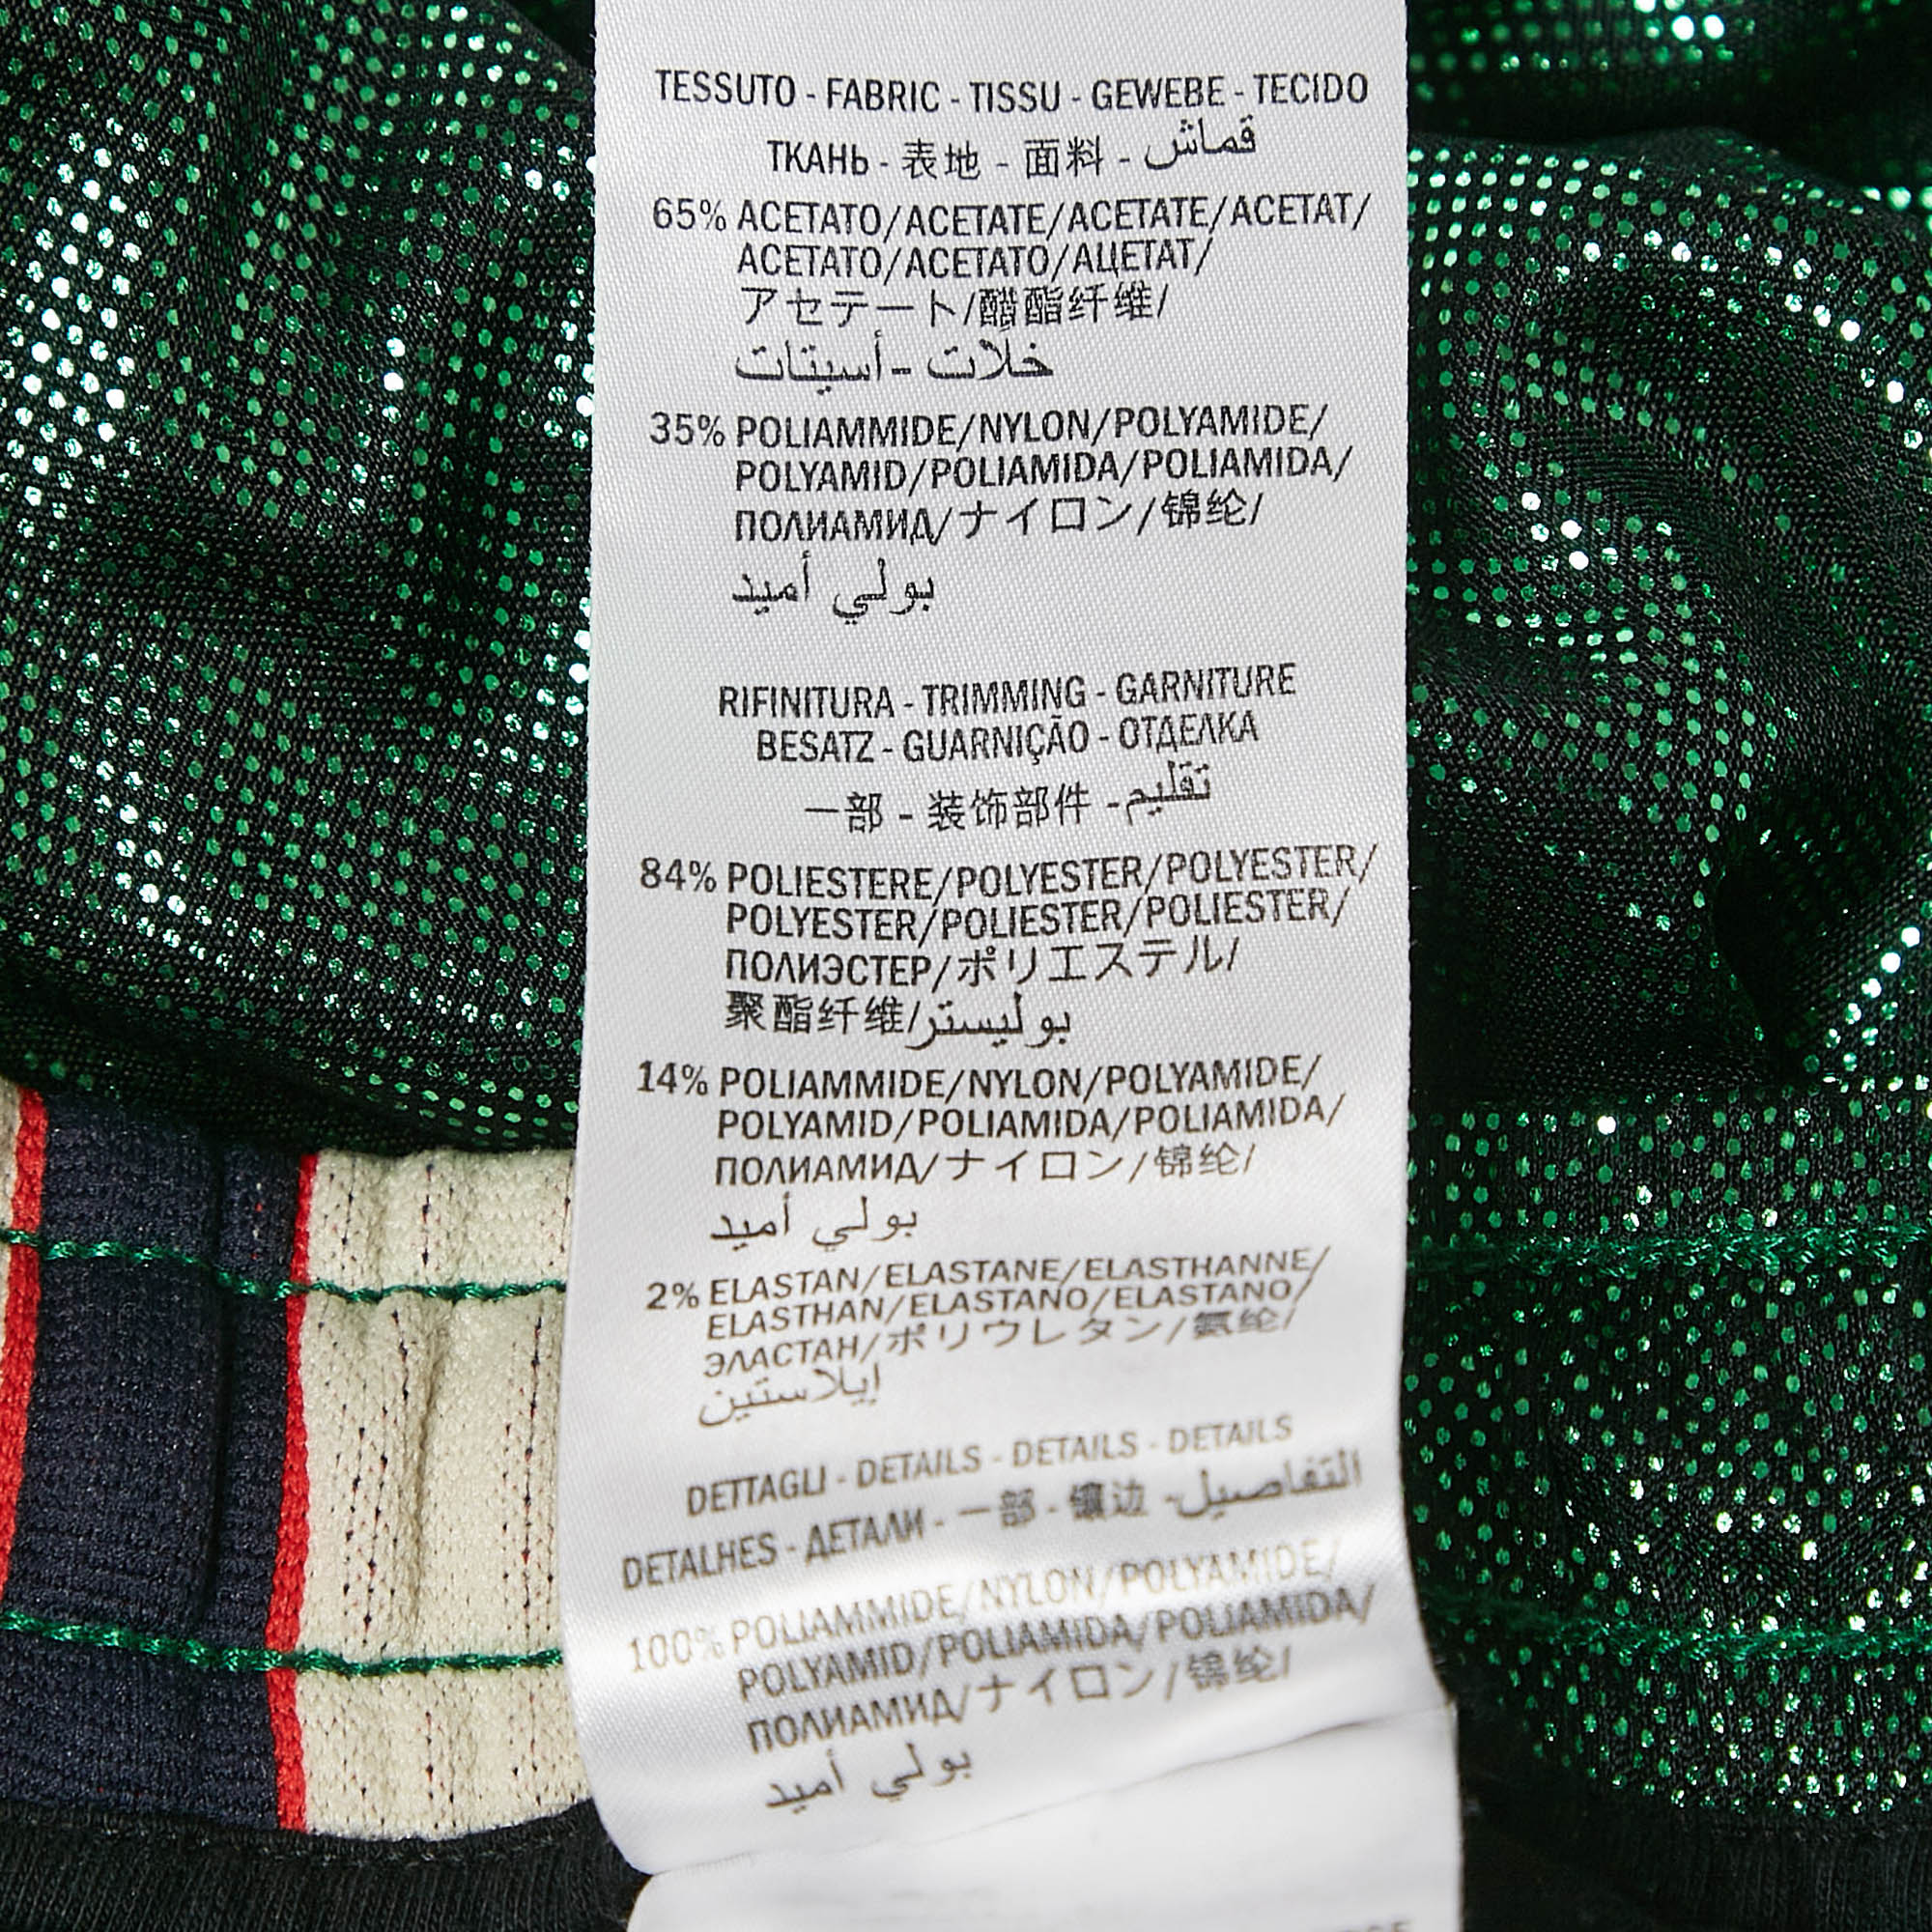 TESSUTO - FABRIC - TISSU - GEWEBE - TECIDO
ТКАНЬ - 表地 - 面料 - قماش
65% ACETATO/ACETATE/ACETATE/ACETAT/
ACETATO/ACETATO/АЦЕТАТ/
アセテート/醋酯纤维/
خلات -أسيتات
35% POLIAMMIDE/NYLON/POLYAMIDE/
POLYAMID/POLIAMIDA/POLIAMIDA/
ПОЛИАМИД/ナイロン/锦纶/
بولي أميد
RIFINITURA - TRIMMING - GARNITURE
BESATZ - GUARNIÇÃO - ОТДЕЛКА
一部 - 装饰部件 - تقليم
84% POLIESTERE/POLYESTER/POLYESTER/
POLYESTER/POLIESTER/POLIESTER/
ПОЛИЭСТЕР/ポリエステル/
聚酯纤维/بوليستر
14% POLIAMMIDE/NYLON/POLYAMIDE/
POLYAMID/POLIAMIDA/POLIAMIDA/
ПОЛИАМИД/ナイロン/锦纶/
بولي أميد
2% ELASTAN/ELASTANE/ELASTHANNE/
ELASTHAN/ELASTANO/ELASTANO/
ЭЛАСТАН/ポリウレタン/氨纶/
إيلاستين
DETTAGLI - DETAILS - DETAILS - DETAILS
DETALHES - ДЕТАЛИ - 一部 - 镶边 - التفاصيل
100% POLIAMMIDE/NYLON/POLYAMIDE/
POLYAMID/POLIAMIDA/POLIAMIDA/
ПОЛИАМИД/ナイロン/锦纶/
بولي أميد